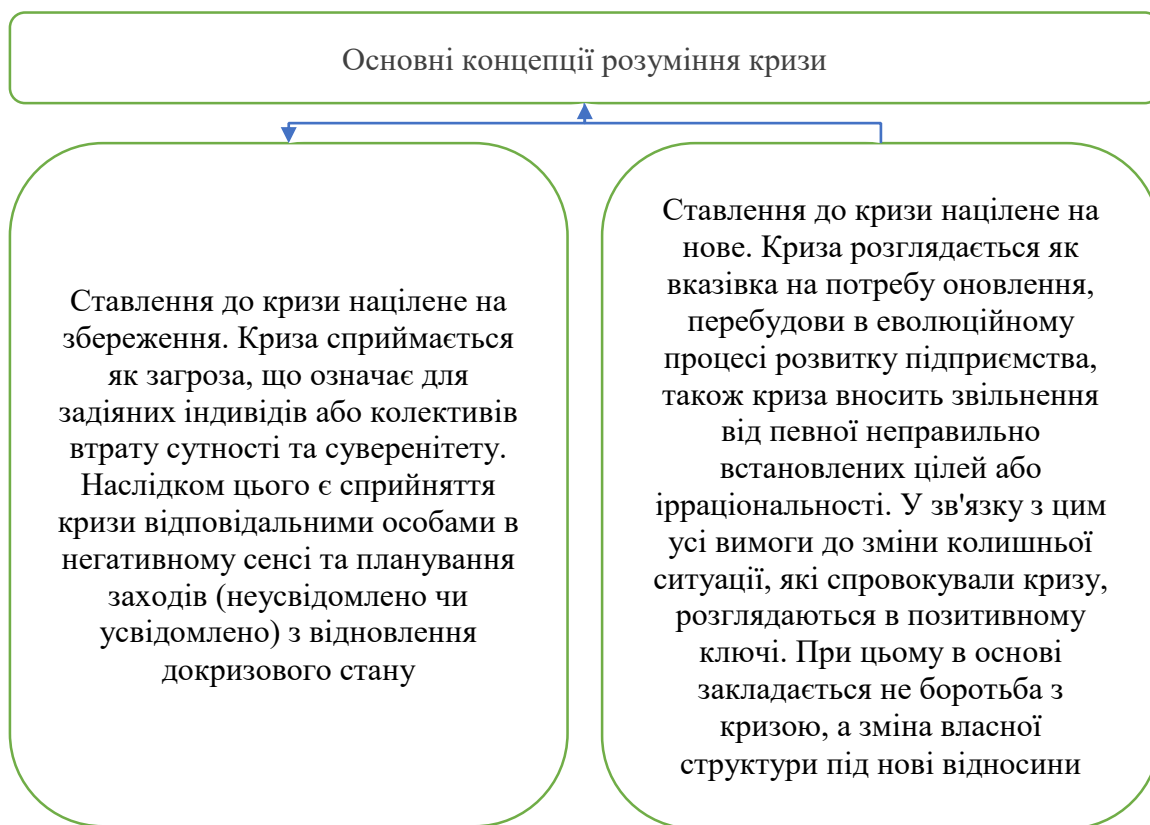 Основні концепції розуміння кризи
Ставлення до кризи націлене на
збереження. Криза сприймається
як загроза, що означає для
задіяних індивідів або колективів
втрату сутності та суверенітету.
Наслідком цього є сприйняття
кризи відповідальними особами в
негативному сенсі та планування
заходів (неусвідомлено чи
усвідомлено) з відновлення
докризового стану
Ставлення до кризи націлене на
нове. Криза розглядається як
вказівка на потребу оновлення,
перебудови в еволюційному
процесі розвитку підприємства,
також криза вносить звільнення
від певної неправильно
встановлених цілей або
ірраціональності. У зв'язку з цим
усі вимоги до зміни колишньої
ситуації, які спровокували кризу,
розглядаються в позитивному
ключі. При цьому в основі
закладається не боротьба з
кризою, а зміна власної
структури під нові відносини